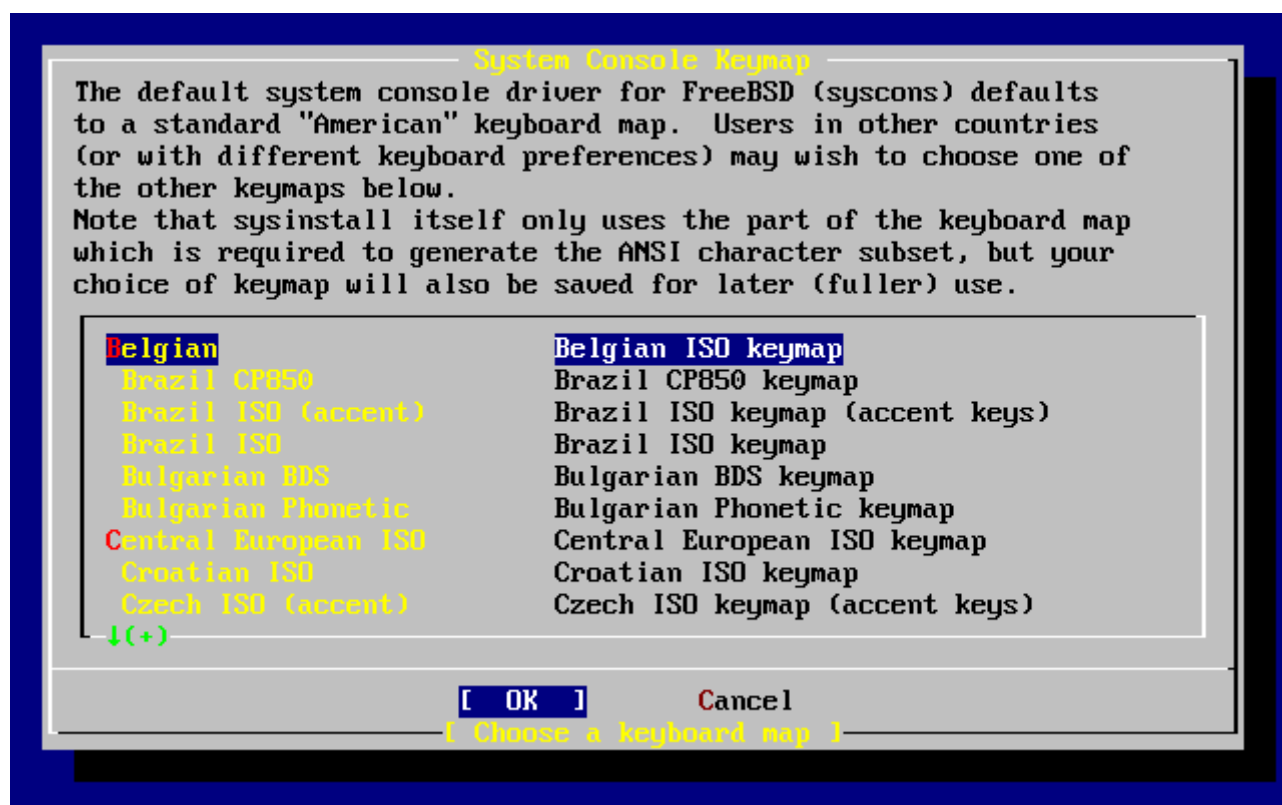 System Console Keymap
The default system console driver for FreeBSD (syscons) defaults
to a standard "American" keyboard map.  Users in other countries
(or with different keyboard preferences) may wish to choose one of
the other keymaps below.
Note that sysinstall itself only uses the part of the keyboard map
which is required to generate the ANSI character subset, but your
choice of keymap will also be saved for later (fuller) use.
Belgian Belgian ISO keymap
Brazil CP850 Brazil CP850 keymap
Brazil ISO (accent) Brazil ISO keymap (accent keys)
Brazil ISO Brazil ISO keymap
Bulgarian BDS Bulgarian BDS keymap
Bulgarian Phonetic Bulgarian Phonetic keymap
Central European ISO Central European ISO keymap
Croatian ISO Croatian ISO keymap
Czech ISO (accent) Czech ISO keymap (accent keys)
↓(+)
[ OK ] Cancel
[ Choose a keyboard map ]